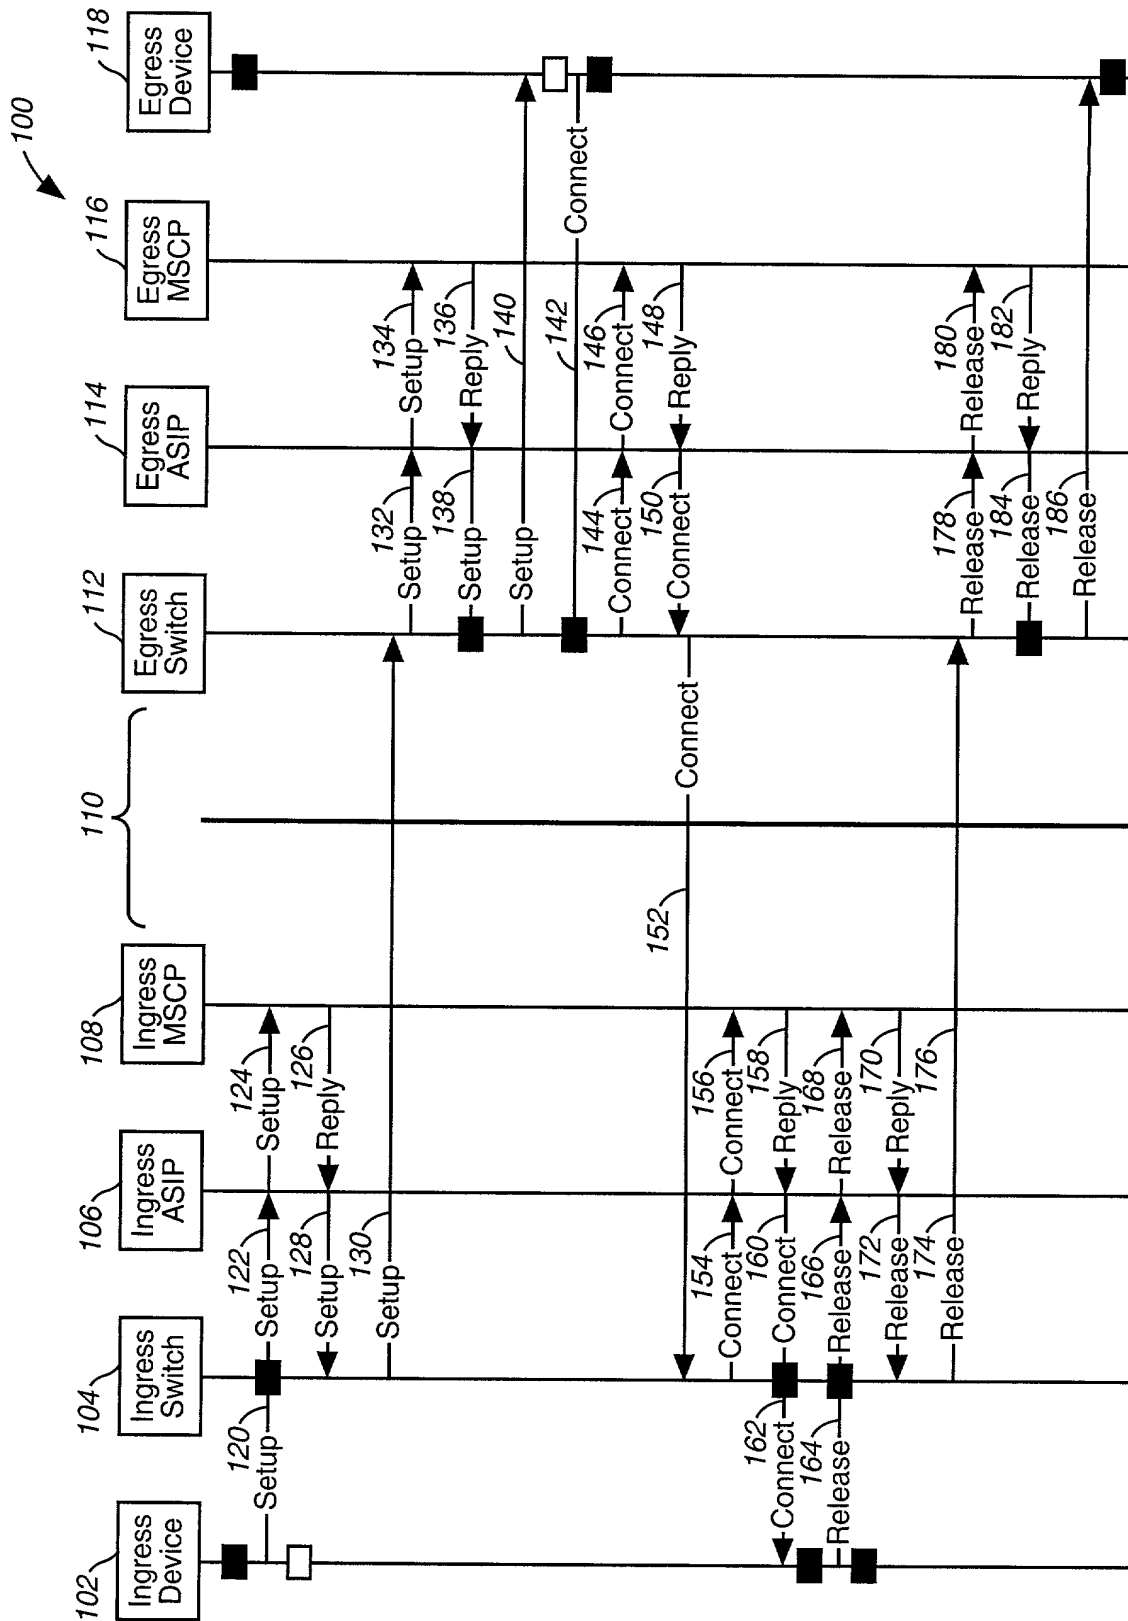 100
102
Ingress
Device
104
Ingress
Switch
106
Ingress
ASIP
108
Ingress
MSCP
110
112
Egress
Switch
114
Egress
ASIP
116
Egress
MSCP
118
Egress
Device
120
Setup
122
Setup
124
Setup
126
Reply
128
Setup
130
Setup
132
Setup
134
Setup
136
Reply
138
Setup
140
Setup
142
Connect
144
Connect
146
Connect
148
Reply
150
Connect
152
Connect
154
Connect
156
Connect
158
Reply
160
Connect
162
Connect
164
Release
166
Release
168
Release
170
Reply
172
Release
174
Release
176
178
Release
180
Release
182
Reply
184
Release
186
Release